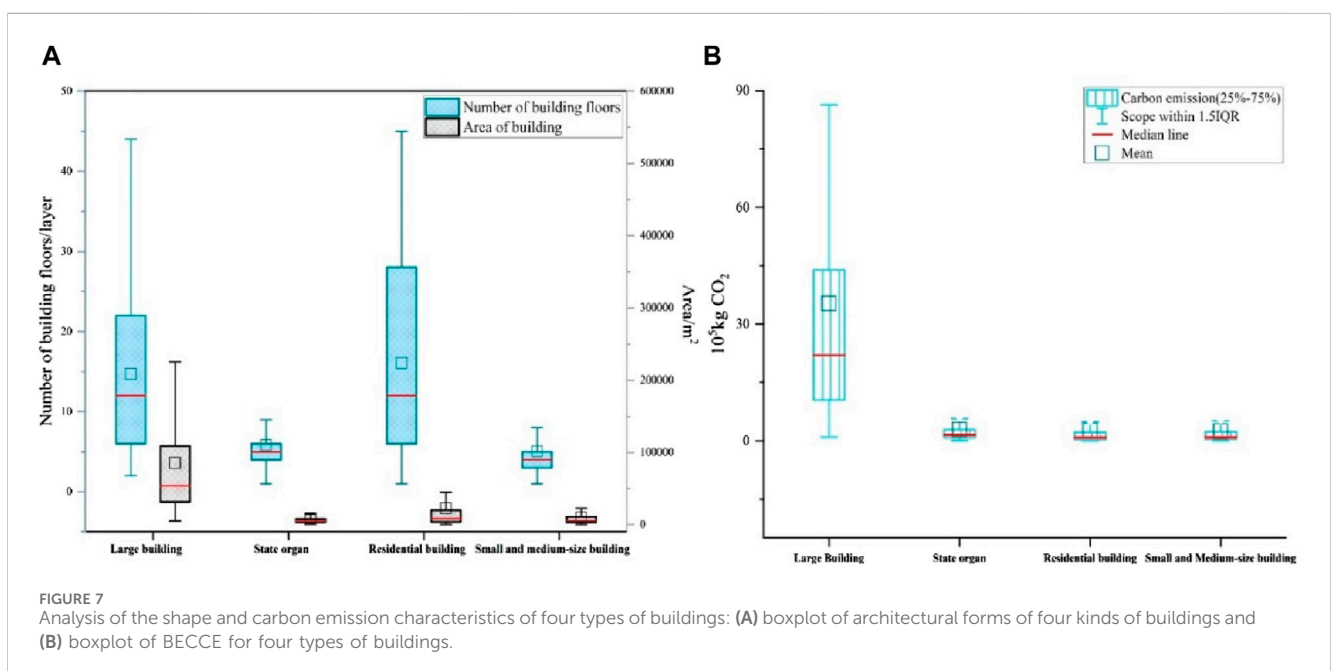 A
B
50
40
30
20
10
0
Number of building floors/layer
Number of building floors
Area of building
600000
500000
400000
300000
200000
100000
0
Area/m²
Large building
State organ
Residential building
Small and medium-size building
90
60
30
0
10⁵kg CO₂
Carbon emission(25%-75%)
Scope within 1.5IQR
Median line
Mean
Large Building
State organ
Residential building
Small and Medium-size building
FIGURE 7
Analysis of the shape and carbon emission characteristics of four types of buildings: (A) boxplot of architectural forms of four kinds of buildings and
(B) boxplot of BECCE for four types of buildings.